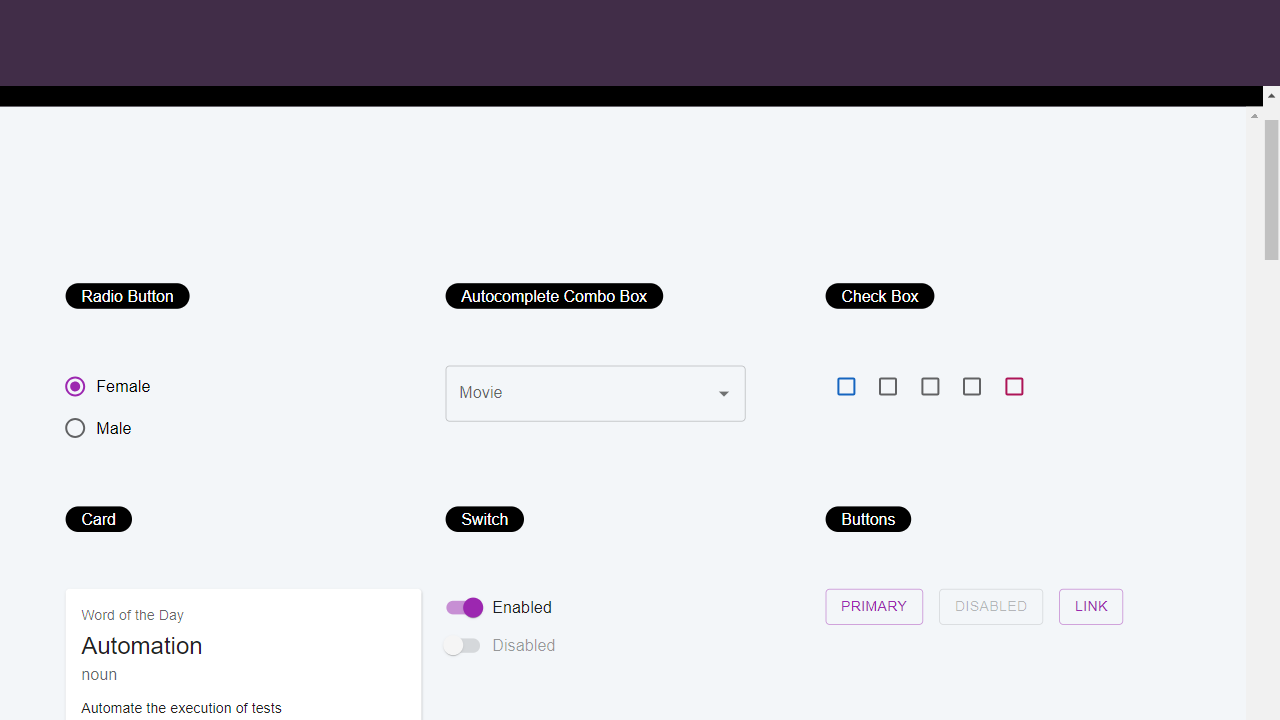 Radio Button
Autocomplete Combo Box
Check Box
Female
Male
Movie
Card
Switch
Buttons
Word of the Day
Automation
noun
Automate the execution of tests
Enabled
Disabled
PRIMARY
DISABLED
LINK